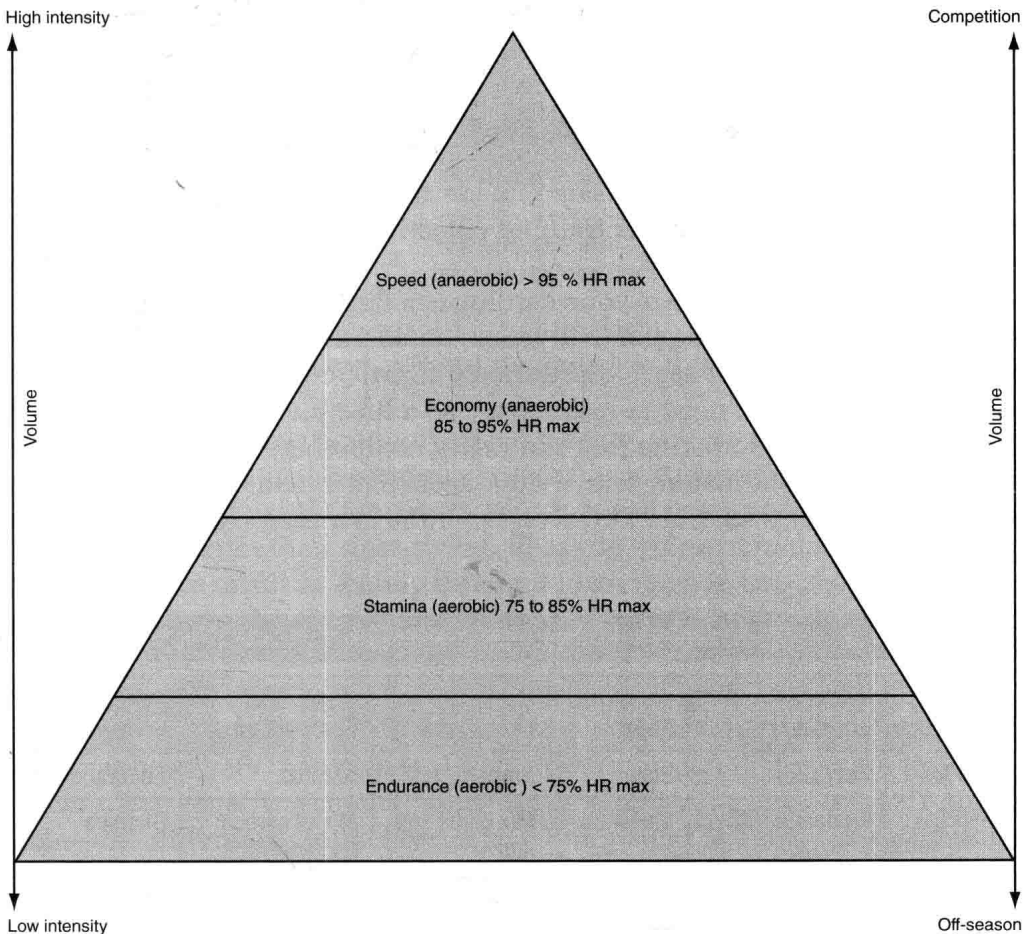 High intensity
Competition
Speed (anaerobic) > 95 % HR max
Volume
Economy (anaerobic)
85 to 95% HR max
Volume
Stamina (aerobic) 75 to 85% HR max
Endurance (aerobic ) < 75% HR max
Low intensity
Off-season